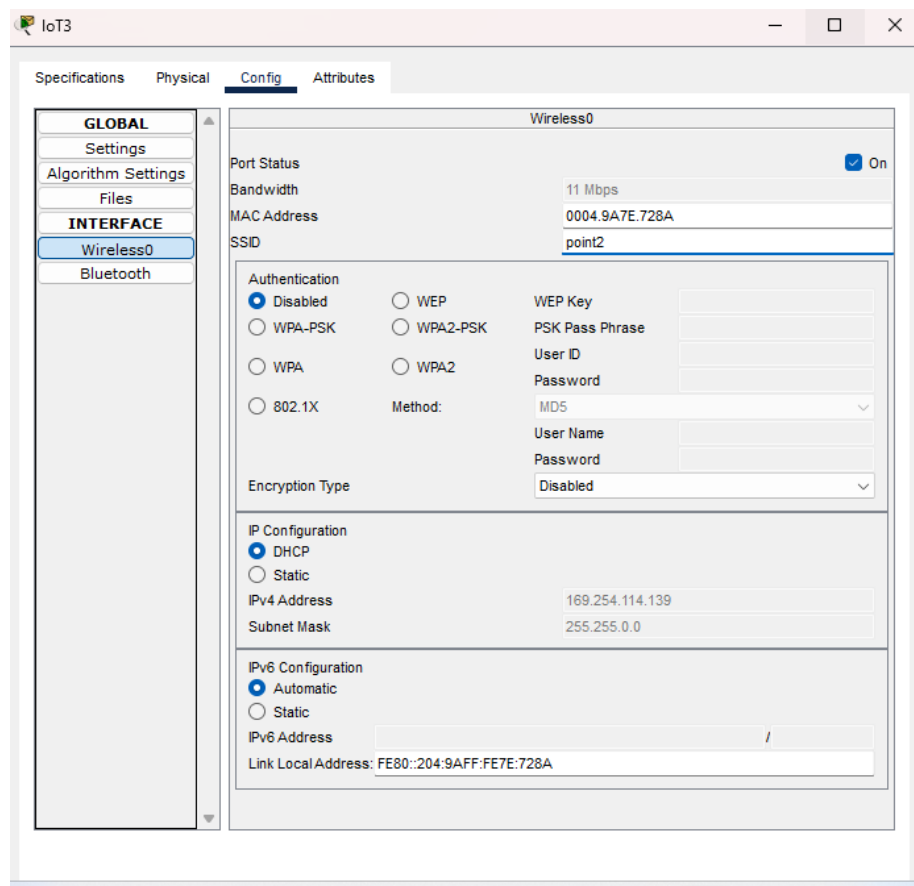 IoT3
Specifications Physical Config Attributes
GLOBAL
Settings
Algorithm Settings
Files
INTERFACE
Wireless0
Bluetooth
Wireless0
Port Status On
Bandwidth 11 Mbps
MAC Address 0004.9A7E.728A
SSID point2
Authentication
Disabled WEP WEP Key
WPA-PSK WPA2-PSK PSK Pass Phrase
User ID
WPA WPA2
Password
802.1X Method: MD5
User Name
Password
Encryption Type Disabled
IP Configuration
DHCP
Static
IPv4 Address 169.254.114.139
Subnet Mask 255.255.0.0
IPv6 Configuration
Automatic
Static
IPv6 Address /
Link Local Address: FE80::204:9AFF:FE7E:728A